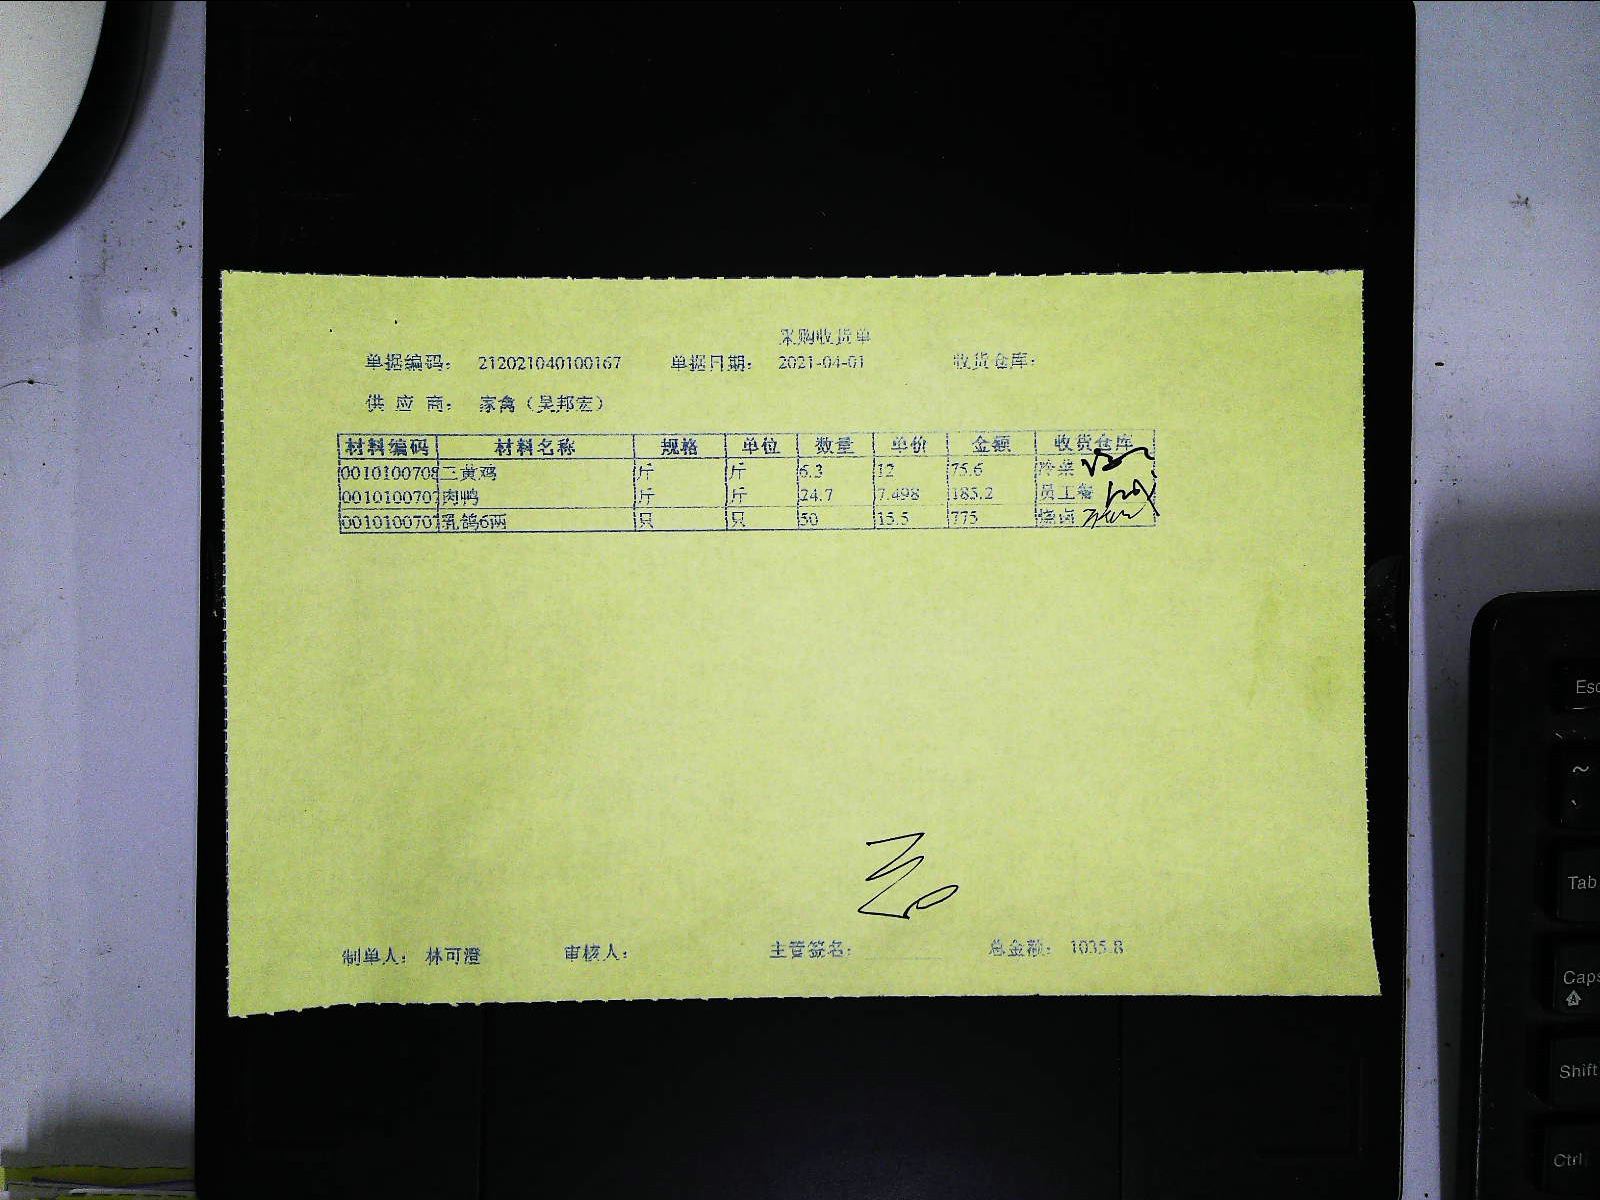 采购收货单
单据编码： 212021040100167 单据日期： 2021-04-01 收货仓库：
供 应 商： 家禽（吴邦宏）
材料编码 材料名称 规格 单位 数量 单价 金额 收货仓库
0010100708 二黄鸡 斤 斤 6.3 12 75.6 冷菜
001010070 肉鸭 斤 斤 24.7 7.498 185.2 员工餐
001010070 乳鸽6两 只 只 50 15.5 775 烧卤
制单人： 林可澄 审核人： 主管签名： 总金额： 1035.8
Esc
~
Tab
Caps
Shift
Ctrl